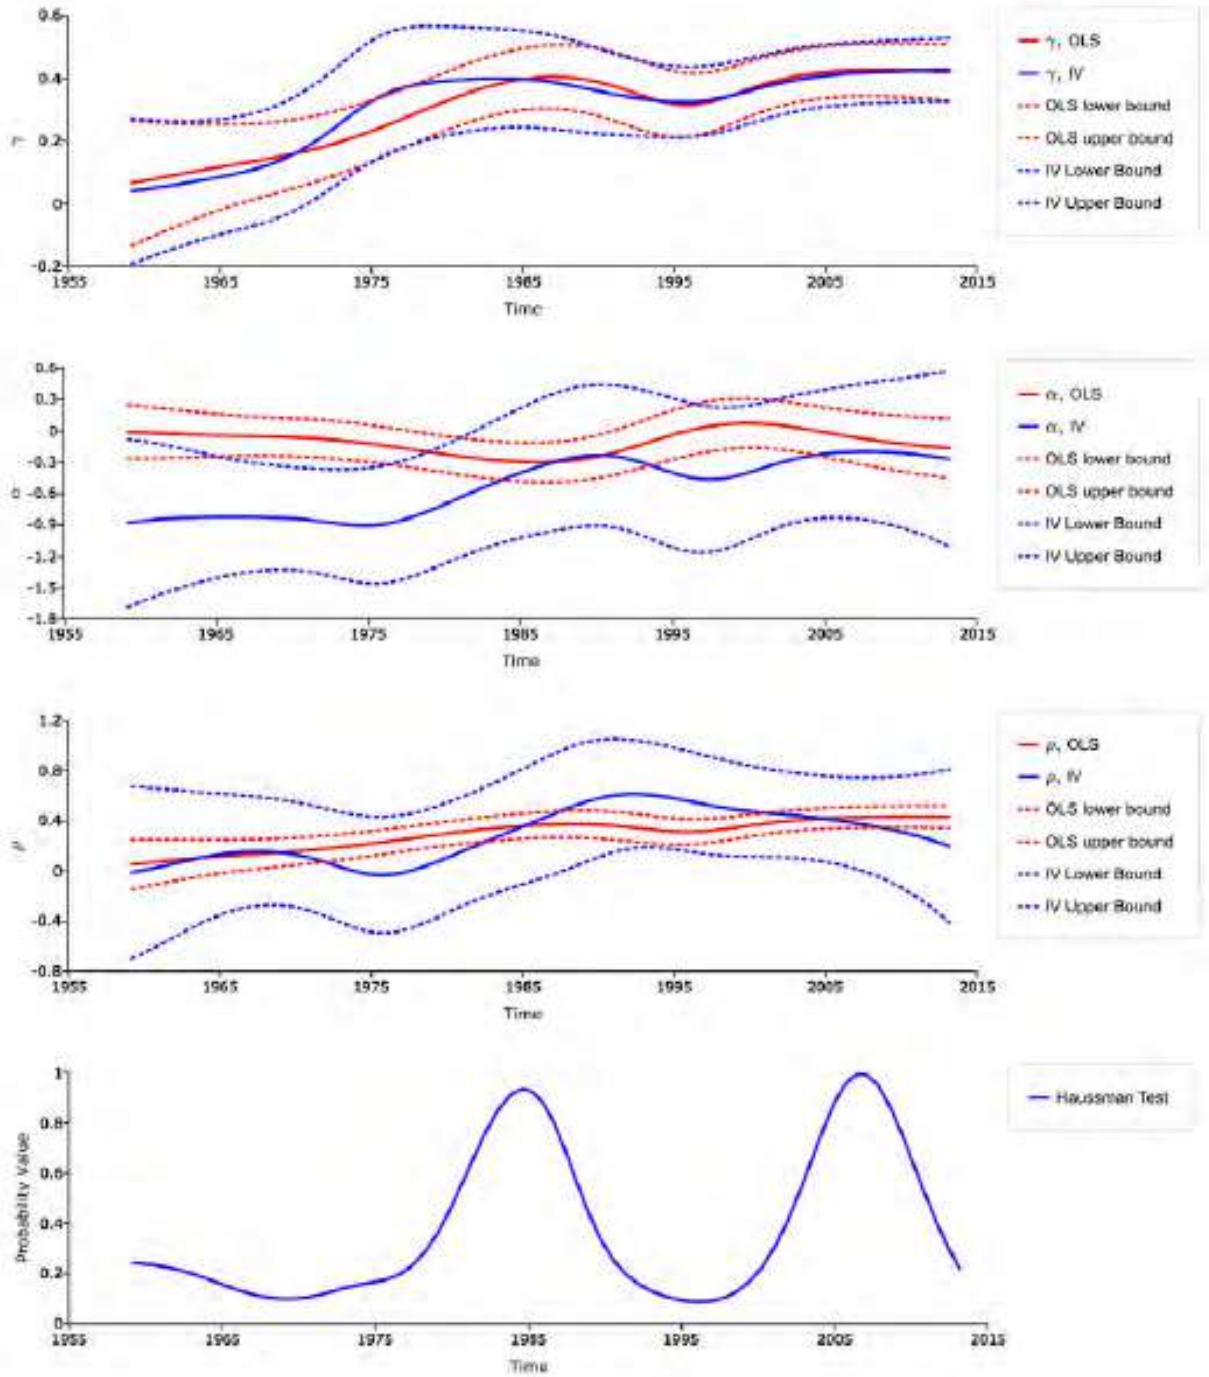 0.6
0.4
0.2
0
-0.2
γ
1955 1965 1975 1985 1995 2005 2015
Time
γ, OLS
γ, IV
OLS lower bound
OLS upper bound
IV Lower Bound
IV Upper Bound
0.6
0.3
0
-0.3
-0.6
-0.9
-1.2
-1.5
-1.8
α
1955 1965 1975 1985 1995 2005 2015
Time
α, OLS
α, IV
OLS lower bound
OLS upper bound
IV Lower Bound
IV Upper Bound
1.2
0.8
0.4
0
-0.4
-0.8
ρ
1955 1965 1975 1985 1995 2005 2015
Time
ρ, OLS
ρ, IV
OLS lower bound
OLS upper bound
IV Lower Bound
IV Upper Bound
1
0.8
0.6
0.4
0.2
0
Probability Value
1955 1965 1975 1985 1995 2005 2015
Time
Haussman Test